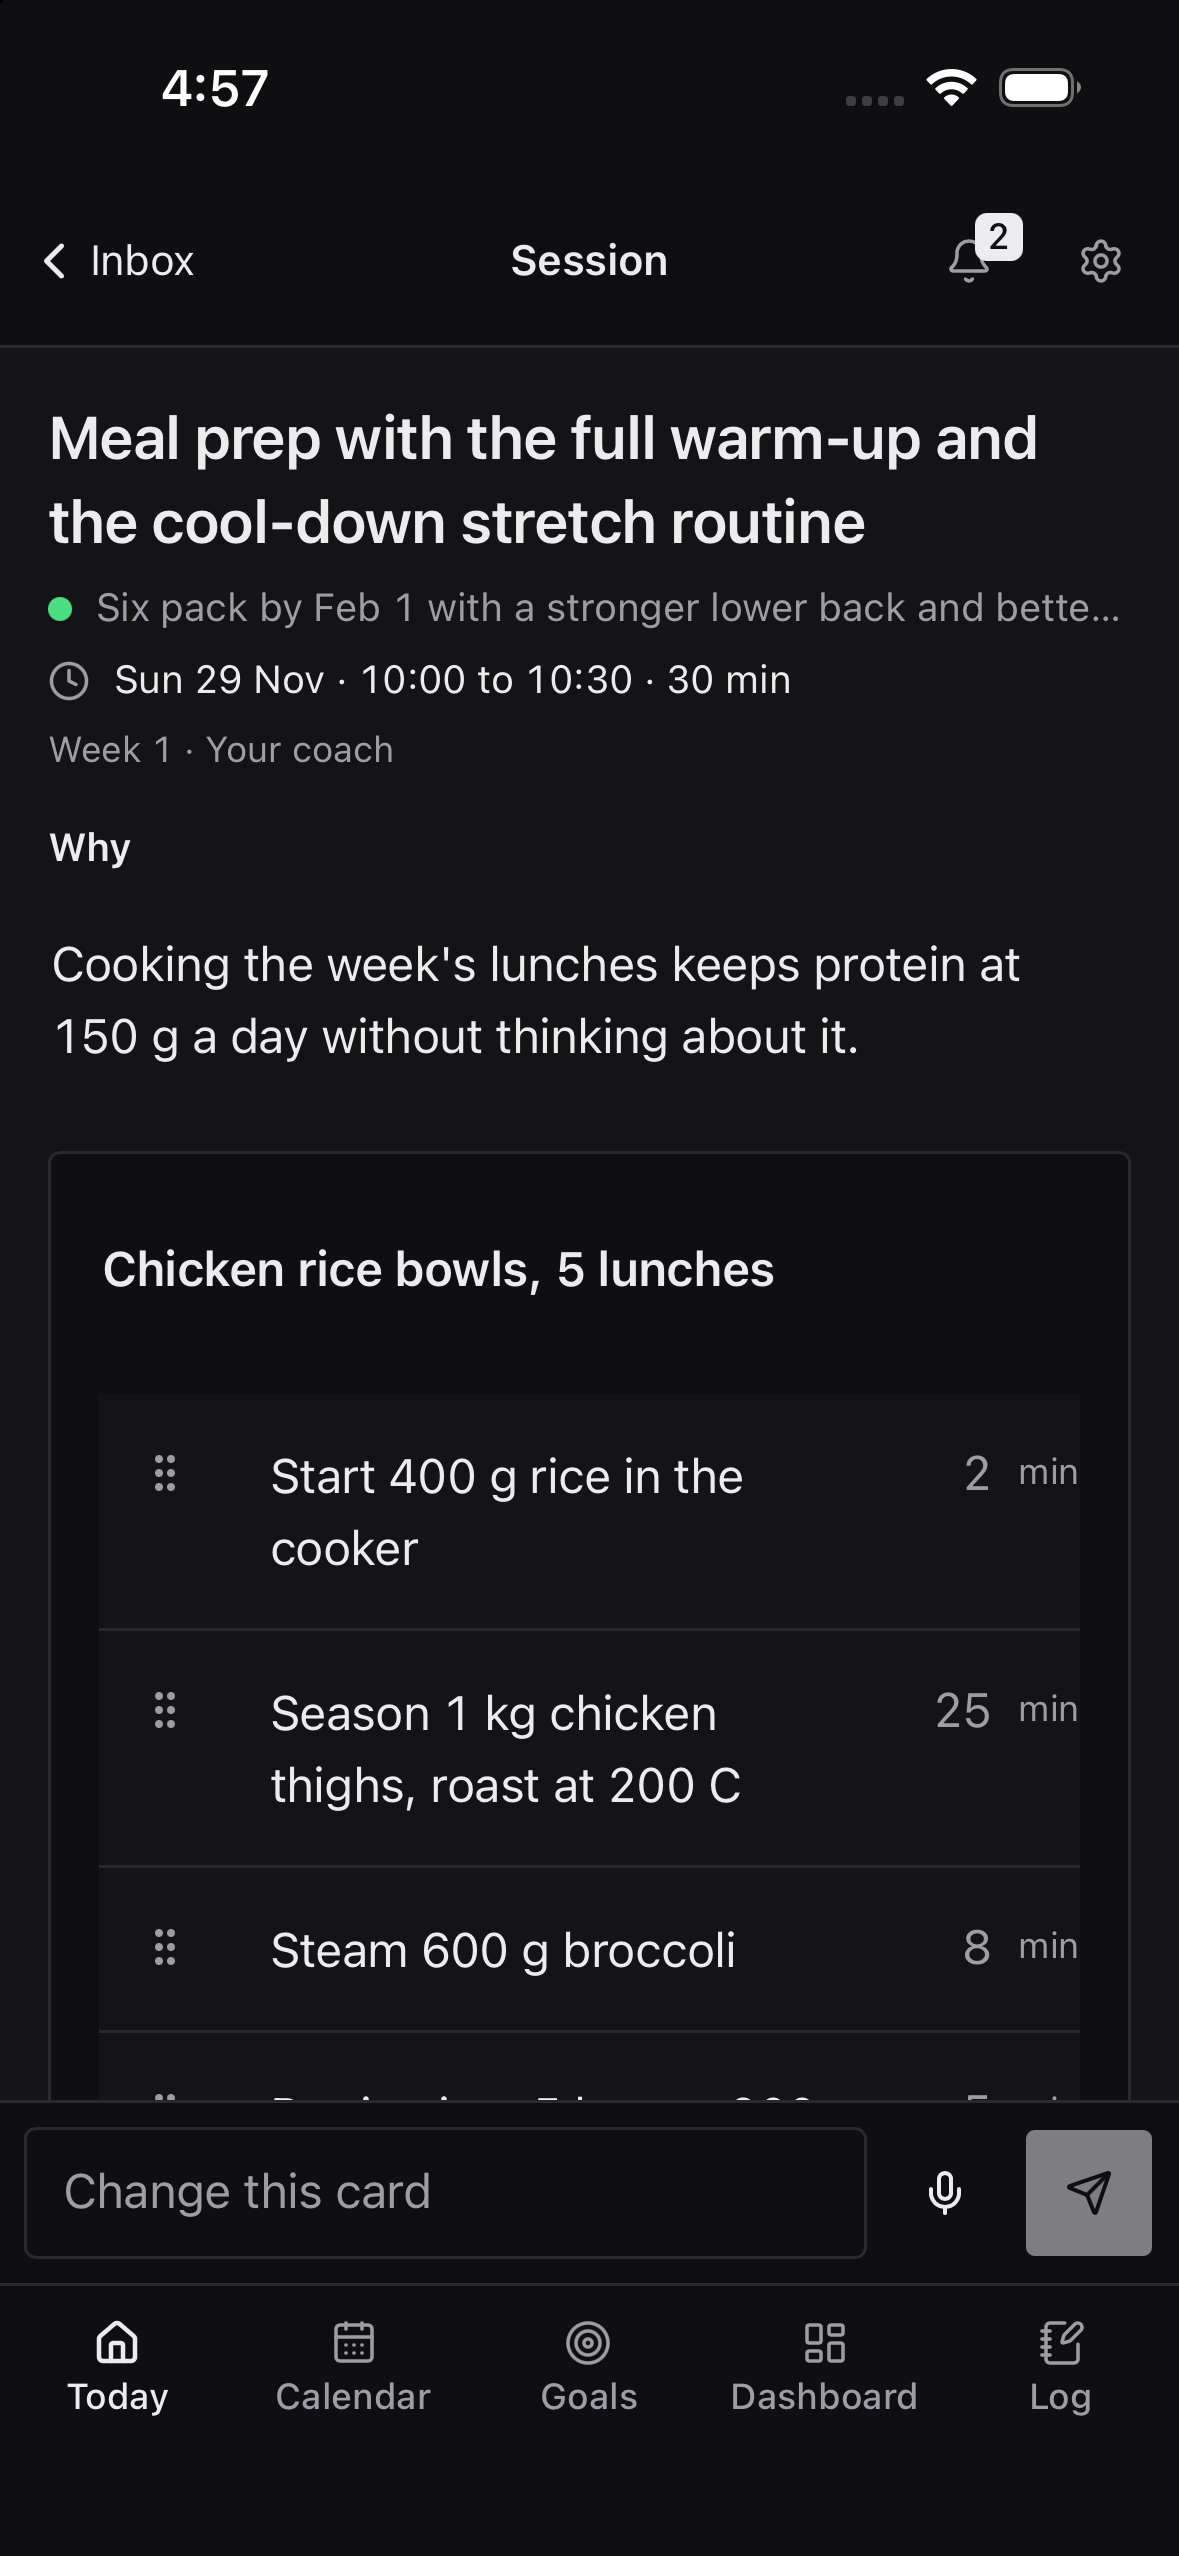 4:57
Inbox
Session
2
Meal prep with the full warm-up and
the cool-down stretch routine
Six pack by Feb 1 with a stronger lower back and bette...
Sun 29 Nov · 10:00 to 10:30 · 30 min
Week 1 · Your coach
Why
Cooking the week's lunches keeps protein at
150 g a day without thinking about it.
Chicken rice bowls, 5 lunches
Start 400 g rice in the
cooker
2 min
Season 1 kg chicken
thighs, roast at 200 C
25 min
Steam 600 g broccoli
8 min
Change this card
Today
Calendar
Goals
Dashboard
Log